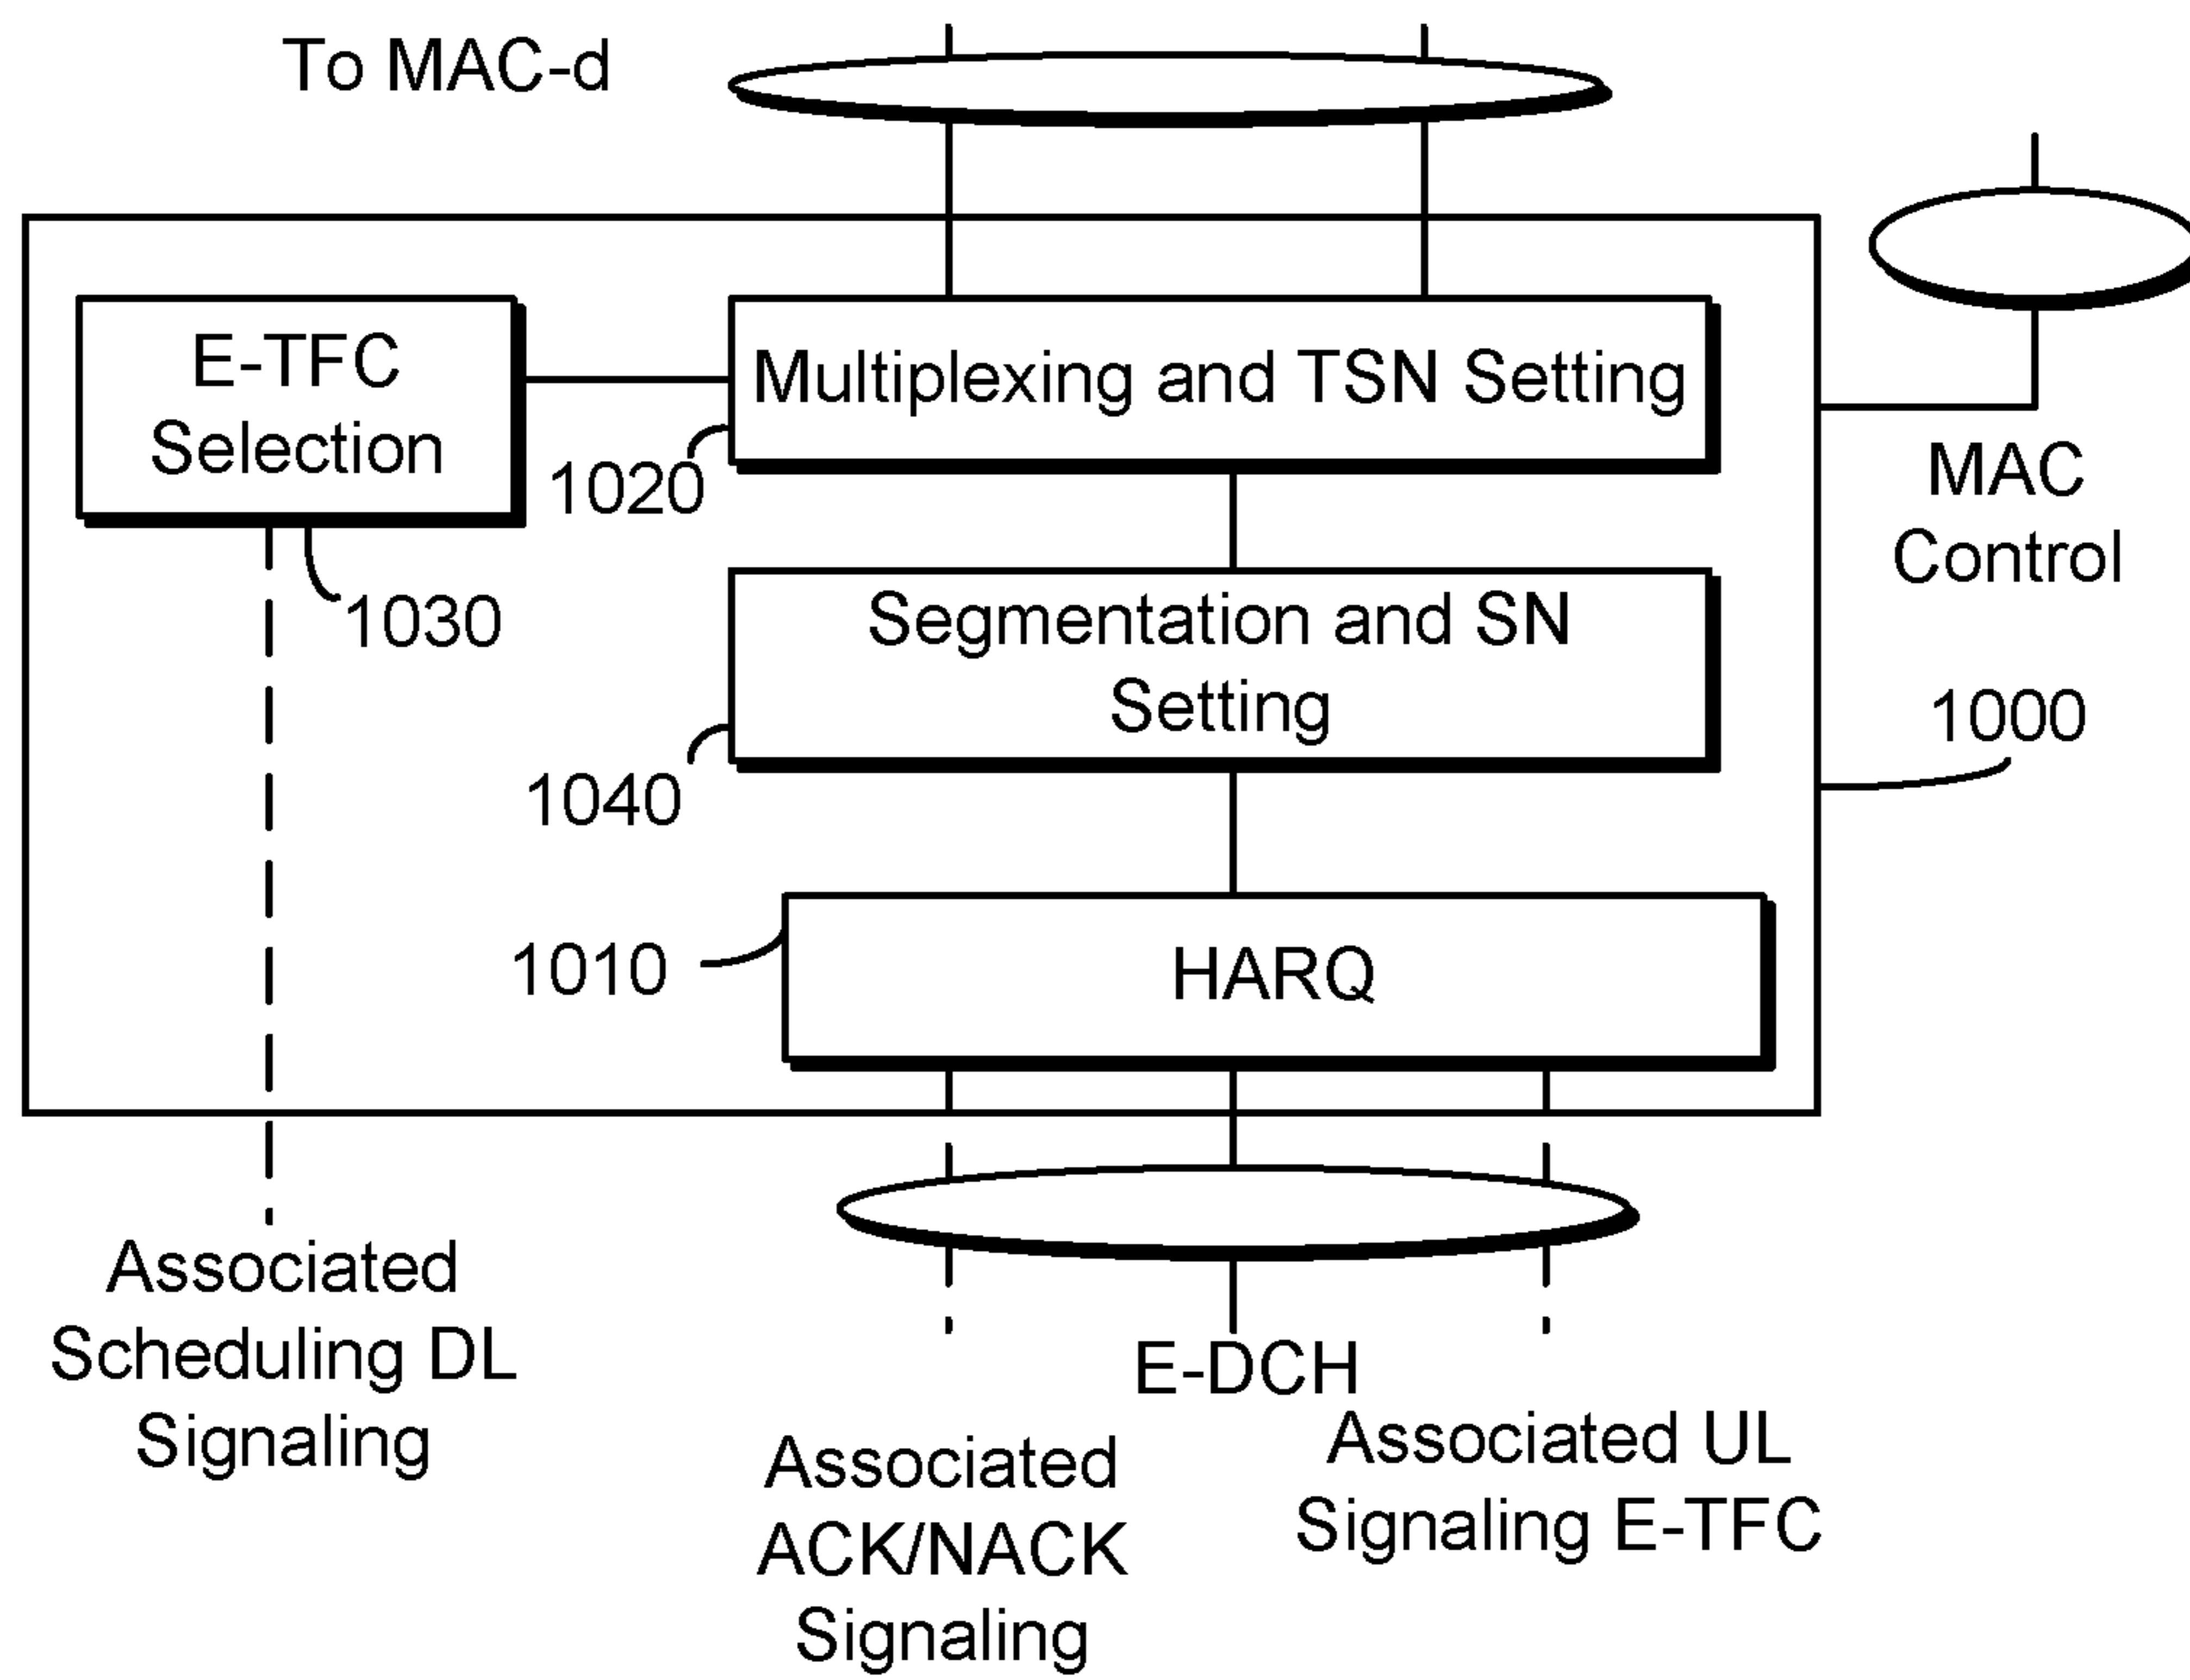 To MAC-d
E-TFC
Selection
Multiplexing and TSN Setting
1020
1030
MAC
Control
Segmentation and SN
Setting
1040
1000
1010
HARQ
Associated
Scheduling DL
Signaling
E-DCH
Associated
ACK/NACK
Signaling
Associated UL
Signaling E-TFC